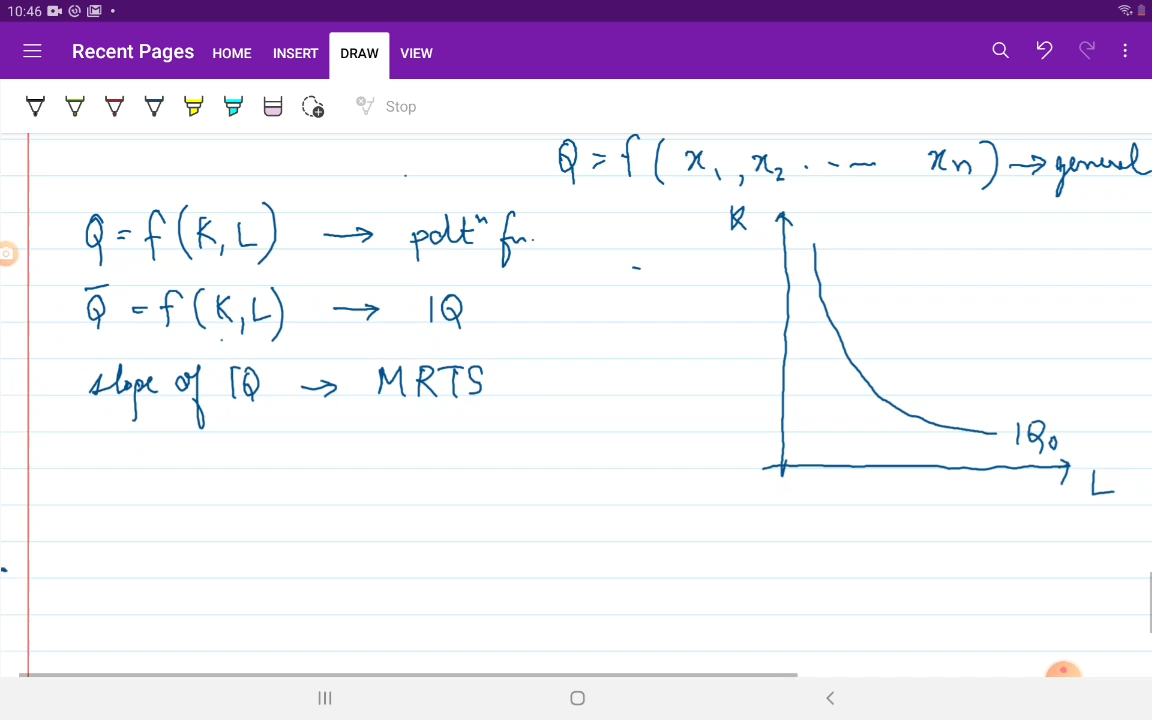 10:46
Recent Pages HOME INSERT DRAW VIEW
Stop
Q = f ( x₁, x₂ . . . . xn) → general
Q = f (K, L) → pdtⁿ fn.
Q̅ = f (K, L) → IQ
slope of IQ → MRTS
K
IQ₀
L